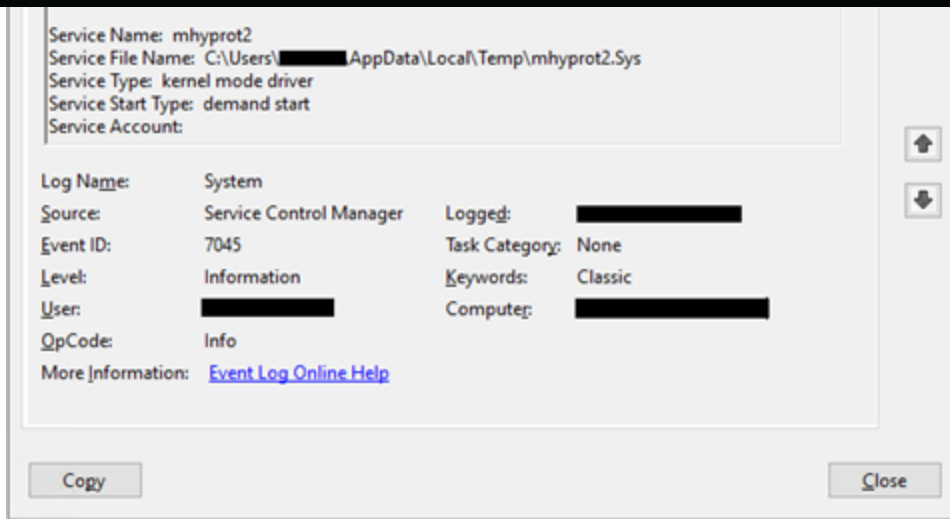 Service Name: mhyprot2
Service File Name: C:\Users\ AppData\Local\Temp\mhyprot2.Sys
Service Type: kernel mode driver
Service Start Type: demand start
Service Account:
Log Name: System
Source: Service Control Manager Logged:
Event ID: 7045 Task Category: None
Level: Information Keywords: Classic
User: Computer:
OpCode: Info
More Information: Event Log Online Help
Copy Close